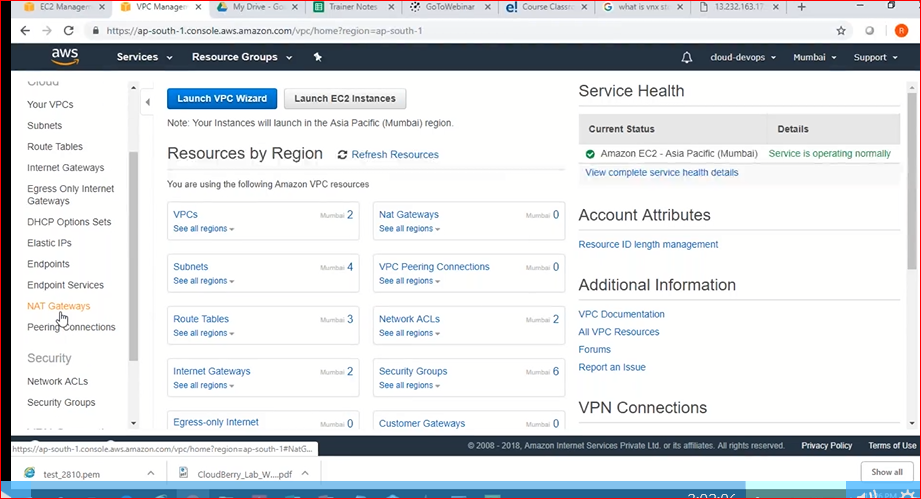 EC2 Managemen
VPC Managem
My Drive - Go
Trainer Notes
GoToWebinar
Course Classn
what is vnx st
13.232.163.17
https://ap-south-1.console.aws.amazon.com/vpc/home?region=ap-south-1
aws
Services
Resource Groups
cloud-devops
Mumbai
Support
Cloud
Your VPCs
Subnets
Route Tables
Internet Gateways
Egress Only Internet
Gateways
DHCP Options Sets
Elastic IPs
Endpoints
Endpoint Services
NAT Gateways
Peering Connections
Security
Network ACLs
Security Groups
Launch VPC Wizard
Launch EC2 Instances
Note: Your Instances will launch in the Asia Pacific (Mumbai) region.
Resources by Region
Refresh Resources
You are using the following Amazon VPC resources
VPCs Mumbai 2
See all regions
Nat Gateways Mumbai 0
See all regions
Subnets Mumbai 4
See all regions
VPC Peering Connections Mumbai 0
See all regions
Route Tables Mumbai 3
See all regions
Network ACLs Mumbai 2
See all regions
Internet Gateways Mumbai 2
See all regions
Security Groups Mumbai 6
See all regions
Egress-only Internet Mumbai 0
Customer Gateways Mumbai 0
Service Health
Current Status Details
Amazon EC2 - Asia Pacific (Mumbai) Service is operating normally
View complete service health details
Account Attributes
Resource ID length management
Additional Information
VPC Documentation
All VPC Resources
Forums
Report an Issue
VPN Connections
https://ap-south-1.console.aws.amazon.com/vpc/home?region=ap-south-1#NatG...
© 2008 - 2018, Amazon Internet Services Private Ltd. or its affiliates. All rights reserved.
Privacy Policy
Terms of Use
test_2810.pem
CloudBerry_Lab_W....pdf
Show all